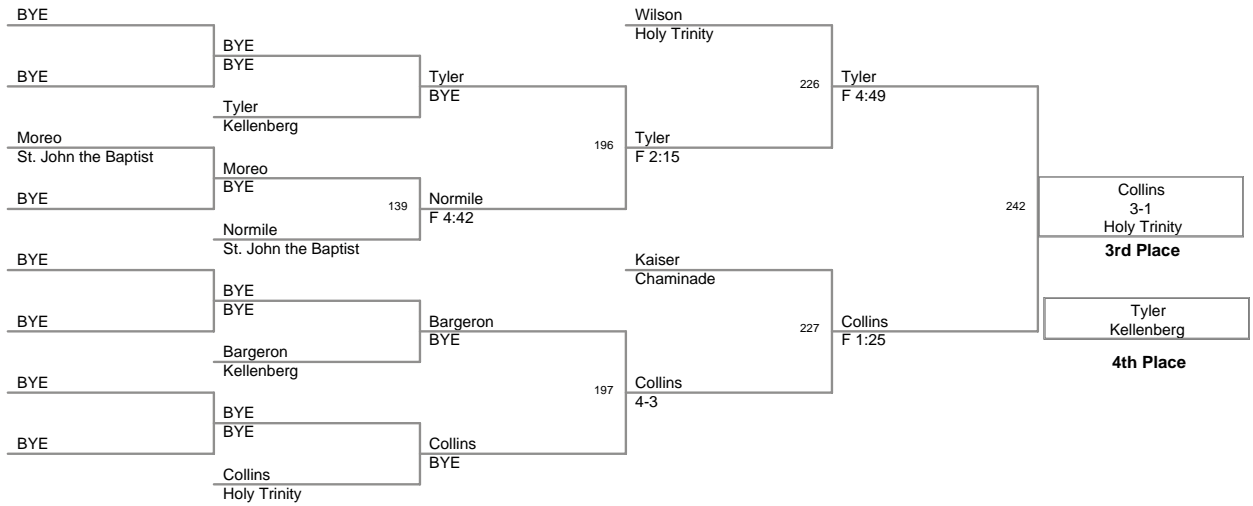 BYE
BYE
BYE
BYE
Tyler
Kellenberg
Tyler
BYE
Moreo
St. John the Baptist
BYE
Moreo
BYE
Normile
St. John the Baptist
139
Normile
F 4:42
196
Tyler
F 2:15
Wilson
Holy Trinity
226
Tyler
F 4:49
BYE
BYE
BYE
BYE
Bargeron
Kellenberg
Bargeron
BYE
BYE
BYE
BYE
BYE
Collins
Holy Trinity
Collins
BYE
197
Collins
4-3
Kaiser
Chaminade
227
Collins
F 1:25
242
Collins
3-1
Holy Trinity
3rd Place
Tyler
Kellenberg
4th Place